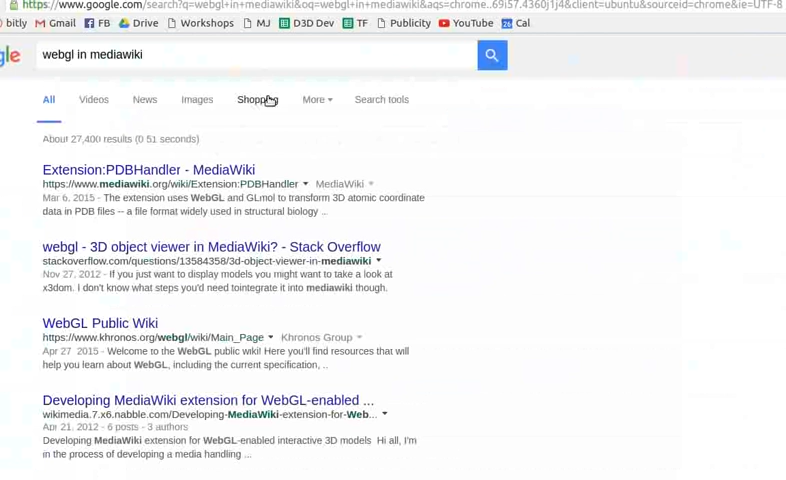 https://www.google.com/search?q=webgl+in+mediawiki&oq=webgl+in+mediawiki&aqs=chrome..69i57.4360j1j4&client=ubuntu&sourceid=chrome&ie=UTF-8
bitly Gmail FB Drive Workshops MJ D3D Dev TF Publicity YouTube 26 Cal
gle webgl in mediawiki
All Videos News Images Shopping More Search tools
About 27,400 results (0 51 seconds)
Extension:PDBHandler - MediaWiki
https://www.mediawiki.org/wiki/Extension:PDBHandler MediaWiki
Mar 6, 2015 - The extension uses WebGL and GLmol to transform 3D atomic coordinate
data in PDB files -- a file format widely used in structural biology ...
webgl - 3D object viewer in MediaWiki? - Stack Overflow
stackoverflow.com/questions/13584358/3d-object-viewer-in-mediawiki
Nov 27, 2012 - If you just want to display models you might want to take a look at
x3dom. I don't know what steps you'd need tointegrate it into mediawiki though.
WebGL Public Wiki
https://www.khronos.org/webgl/wiki/Main_Page Khronos Group
Apr 27 2015 - Welcome to the WebGL public wiki! Here you'll find resources that will
help you learn about WebGL, including the current specification, ..
Developing MediaWiki extension for WebGL-enabled ...
wikimedia.7.x6.nabble.com/Developing-MediaWiki-extension-for-Web...
Apr 21, 2012 - 6 posts - 3 authors
Developing MediaWiki extension for WebGL-enabled interactive 3D models Hi all, I'm
in the process of developing a media handling ...